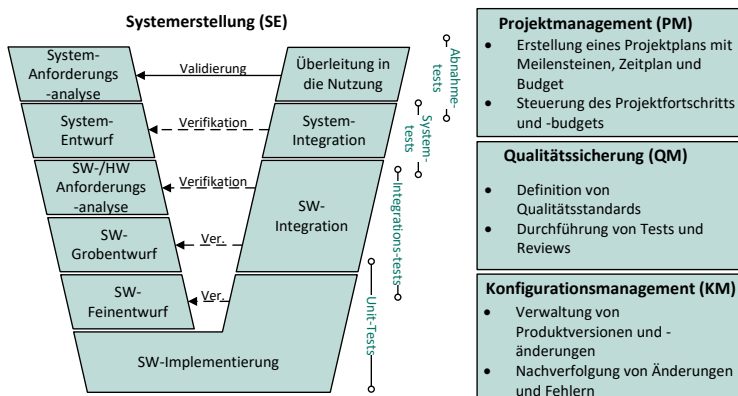 Systemerstellung (SE)
System-
Anforderungs
-analyse
Validierung
Überleitung in
die Nutzung
Abnahme-
tests
System-
Entwurf
Verifikation
System-
Integration
System-
tests
SW-/HW
Anforderungs-
analyse
Verifikation
SW-
Integration
Integrations-tests
SW-
Grobentwurf
Ver.
SW-
Feinentwurf
Ver.
Unit-Tests
SW-Implementierung
Projektmanagement (PM)
• Erstellung eines Projektplans mit
Meilensteinen, Zeitplan und
Budget
• Steuerung des Projektfortschritts
und -budgets
Qualitätssicherung (QM)
• Definition von
Qualitätsstandards
• Durchführung von Tests und
Reviews
Konfigurationsmanagement (KM)
• Verwaltung von
Produktversionen und -
änderungen
• Nachverfolgung von Änderungen
und Fehlern